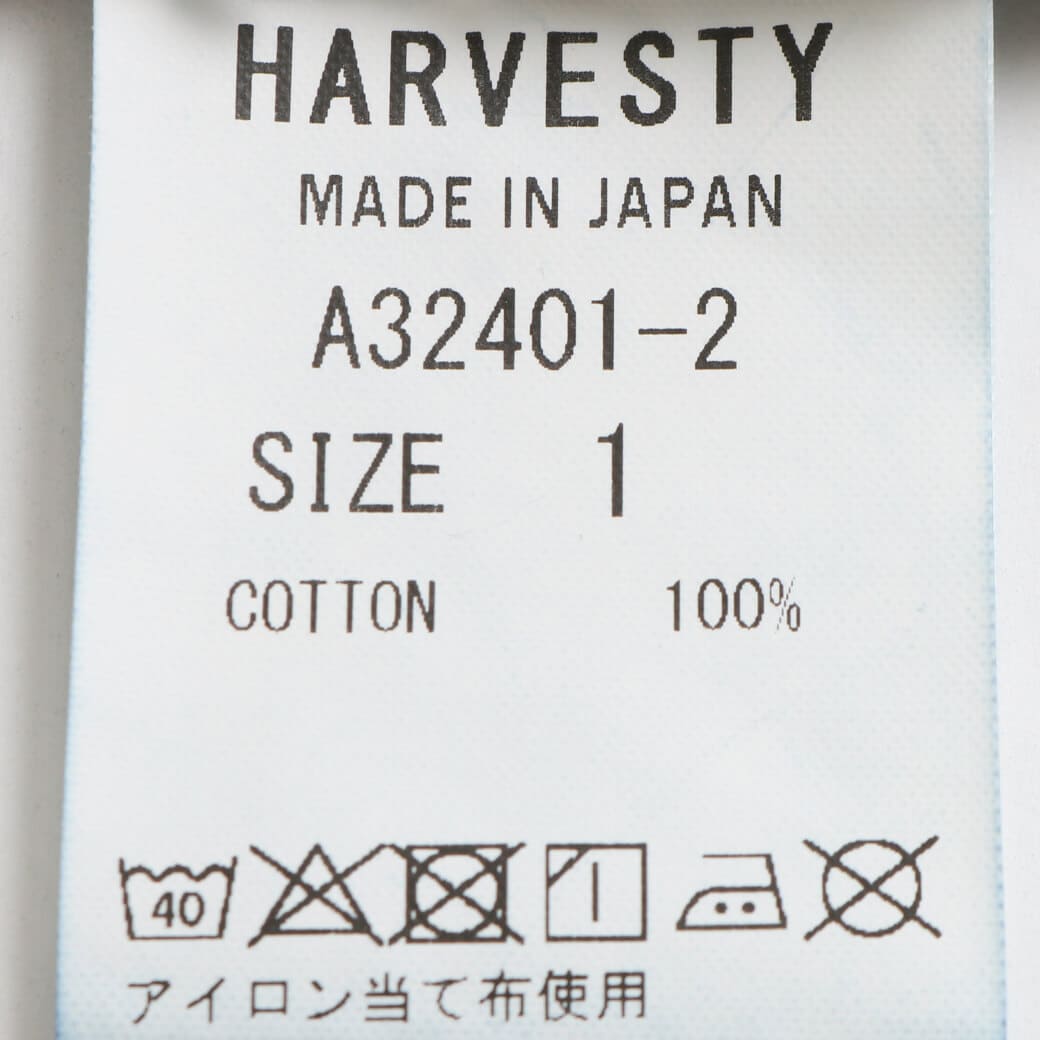 HARVESTY
MADE IN JAPAN
A32401-2
SIZE 1
COTTON 100%
40
アイロン当て布使用